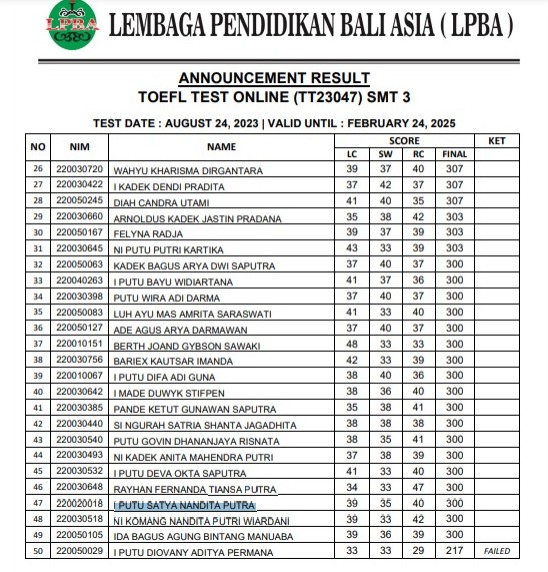 LPBA
LEMBAGA PENDIDIKAN BALI ASIA ( LPBA )
ANNOUNCEMENT RESULT
TOEFL TEST ONLINE (TT23047) SMT 3
TEST DATE : AUGUST 24, 2023 | VALID UNTIL : FEBRUARY 24, 2025
NO NIM NAME SCORE KET
LC SW RC FINAL
26 220030720 WAHYU KHARISMA DIRGANTARA 39 37 40 307
27 220030422 I KADEK DENDI PRADITA 37 42 37 307
28 220050245 DIAH CANDRA UTAMI 41 40 35 307
29 220030660 ARNOLDUS KADEK JASTIN PRADANA 35 38 42 303
30 220050167 FELYNA RADJA 39 37 39 303
31 220030645 NI PUTU PUTRI KARTIKA 43 33 39 303
32 220050063 KADEK BAGUS ARYA DWI SAPUTRA 37 40 37 300
33 220040263 I PUTU BAYU WIDIARTANA 41 37 36 300
34 220030398 PUTU WIRA ADI DARMA 37 40 37 300
35 220050083 LUH AYU MAS AMRITA SARASWATI 41 33 40 300
36 220050127 ADE AGUS ARYA DARMAWAN 37 40 37 300
37 220010151 BERTH JOAND GYBSON SAWAKI 48 33 33 300
38 220030756 BARIEX KAUTSAR IMANDA 42 33 39 300
39 220010067 I PUTU DIFA ADI GUNA 38 40 36 300
40 220030642 I MADE DUWYK STIFPEN 38 36 40 300
41 220030385 PANDE KETUT GUNAWAN SAPUTRA 35 38 41 300
42 220030440 SI NGURAH SATRIA SHANTA JAGADHITA 38 38 38 300
43 220030540 PUTU GOVIN DHANANJAYA RISNATA 38 35 41 300
44 220030493 NI KADEK ANITA MAHENDRA PUTRI 37 38 39 300
45 220030532 I PUTU DEVA OKTA SAPUTRA 41 33 40 300
46 220030648 RAYHAN FERNANDA TIANSA PUTRA 34 33 47 300
47 220020018 I PUTU SATYA NANDITA PUTRA 39 35 40 300
48 220030518 NI KOMANG NANDITA PUTRI WIARDANI 39 33 42 300
49 220050105 IDA BAGUS AGUNG BINTANG MANUABA 39 36 39 300
50 220050029 I PUTU DIOVANY ADITYA PERMANA 33 33 29 217 FAILED